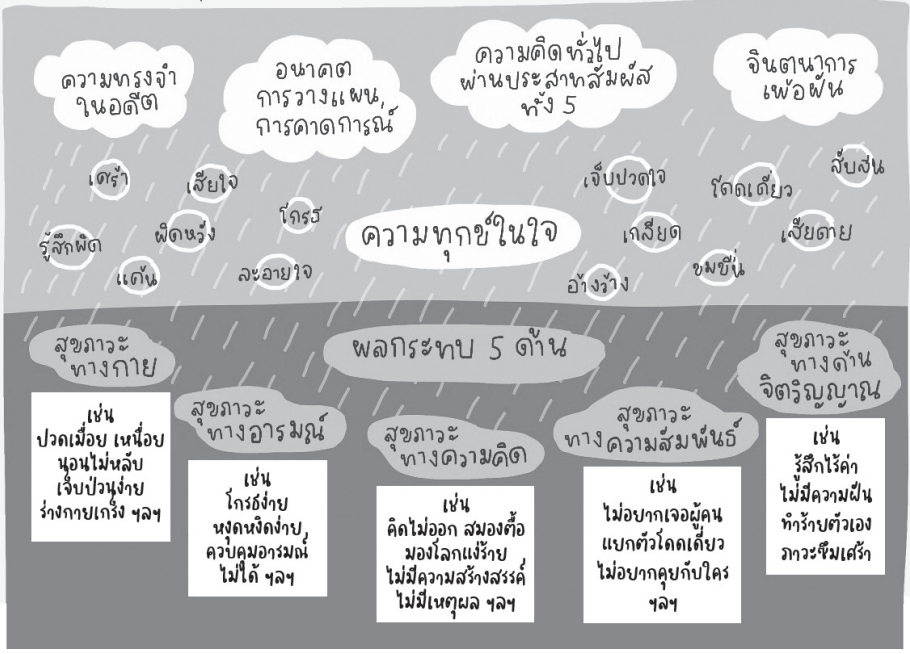 ความทรงจำ
ในอดีต
อนาคต
การวางแผน,
การคาดการณ์
ความคิดทั่วไป
ผ่านประสาทสัมผัส
ทั้ง 5
จินตนาการ
เพ้อฝัน
เศร้า
เสียใจ
โกรธ
รู้สึกผิด
ผิดหวัง
แค้น
ละอายใจ
ความทุกข์ในใจ
เจ็บปวดใจ
โดดเดี่ยว
สับสน
เกลียด
เสียดาย
อ้างว้าง
ขมขื่น
ผลกระทบ 5 ด้าน
สุขภาวะ
ทางกาย
เช่น
ปวดเมื่อย เหนื่อย
นอนไม่หลับ
เจ็บป่วยง่าย
ร่างกายเกร็ง ฯลฯ
สุขภาวะ
ทางอารมณ์
เช่น
โกรธง่าย
หงุดหงิดง่าย
ควบคุมอารมณ์
ไม่ได้ ฯลฯ
สุขภาวะ
ทางความคิด
เช่น
คิดไม่ออก สมองตื้อ
มองโลกแง่ร้าย
ไม่มีความสร้างสรรค์
ไม่มีเหตุผล ฯลฯ
สุขภาวะ
ทางความสัมพันธ์
เช่น
ไม่อยากเจอผู้คน
แยกตัวโดดเดี่ยว
ไม่อยากคุยกับใคร
ฯลฯ
สุขภาวะ
ทางด้าน
จิตวิญญาณ
เช่น
รู้สึกไร้ค่า
ไม่มีความฝัน
ทำร้ายตัวเอง
ภาวะซึมเศร้า